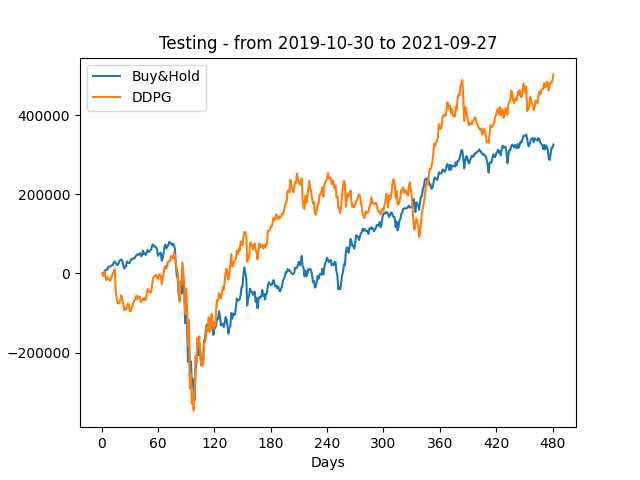 Testing - from 2019-10-30 to 2021-09-27
Buy&Hold
DDPG
400000
200000
0
−200000
0 60 120 180 240 300 360 420 480
Days